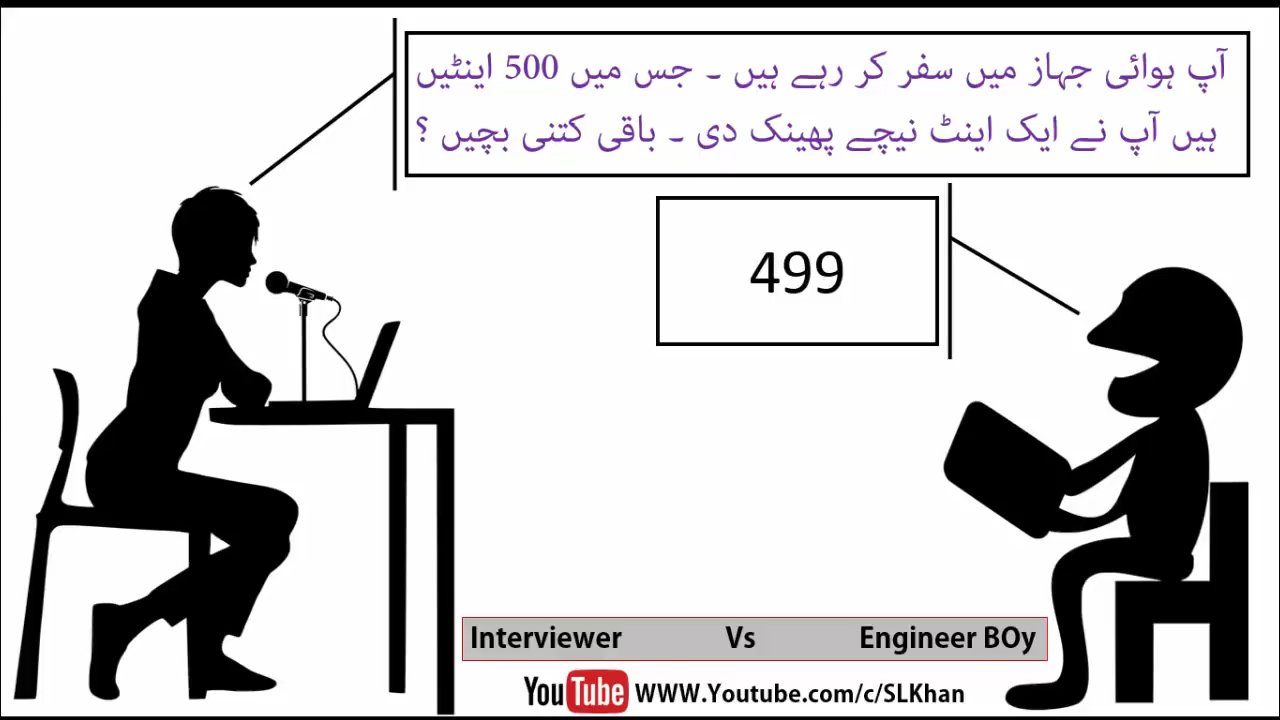 آپ ہوائی جہاز میں سفر کر رہے ہیں ۔ جس میں 500 اینٹیں
ہیں آپ نے ایک اینٹ نیچے پھینک دی ۔ باقی کتنی بچیں ؟
499
Interviewer Vs Engineer BOy
YouTube WWW.Youtube.com/c/SLKhan